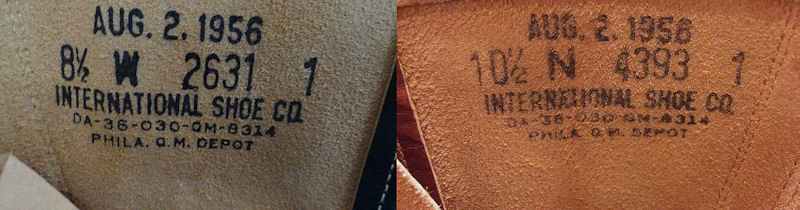 AUG. 2. 1956
8½ W 2631 1
INTERNATIONAL SHOE CO.
DA-36-030-QM-8314
PHILA. Q.M. DEPOT
AUG. 2. 1956
10½ N 4393 1
INTERNATIONAL SHOE CO.
DA-36-030-QM-8314
PHILA. Q.M. DEPOT